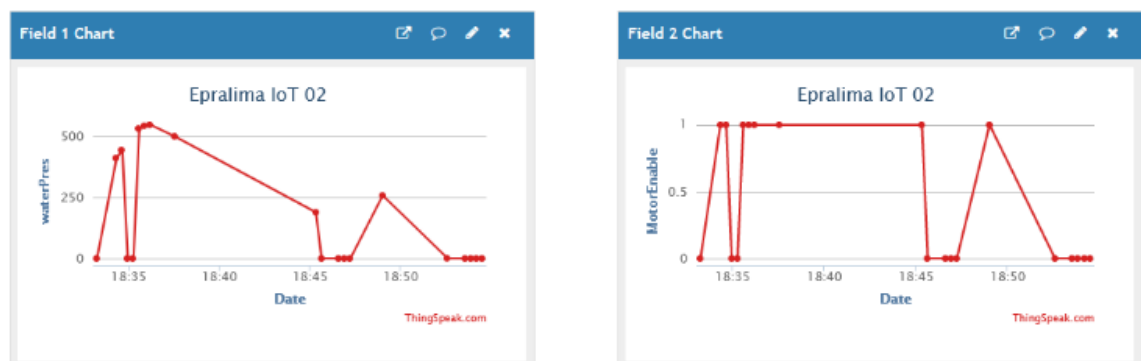 Field 1 Chart
Epralima IoT 02
500
250
0
waterPres
18:35 18:40 18:45 18:50
Date
ThingSpeak.com
Field 2 Chart
Epralima IoT 02
1
0.5
0
MotorEnable
18:35 18:40 18:45 18:50
Date
ThingSpeak.com